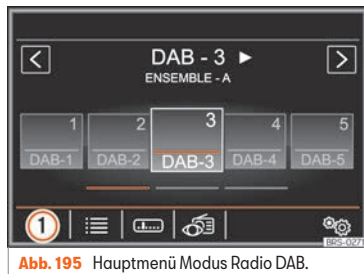 DAB - 3 ►
ENSEMBLE - A
1 2 3 4 5
DAB-1 DAB-2 DAB-3 DAB-4 DAB-5
1
BRS-027
Abb. 195 Hauptmenü Modus Radio DAB.